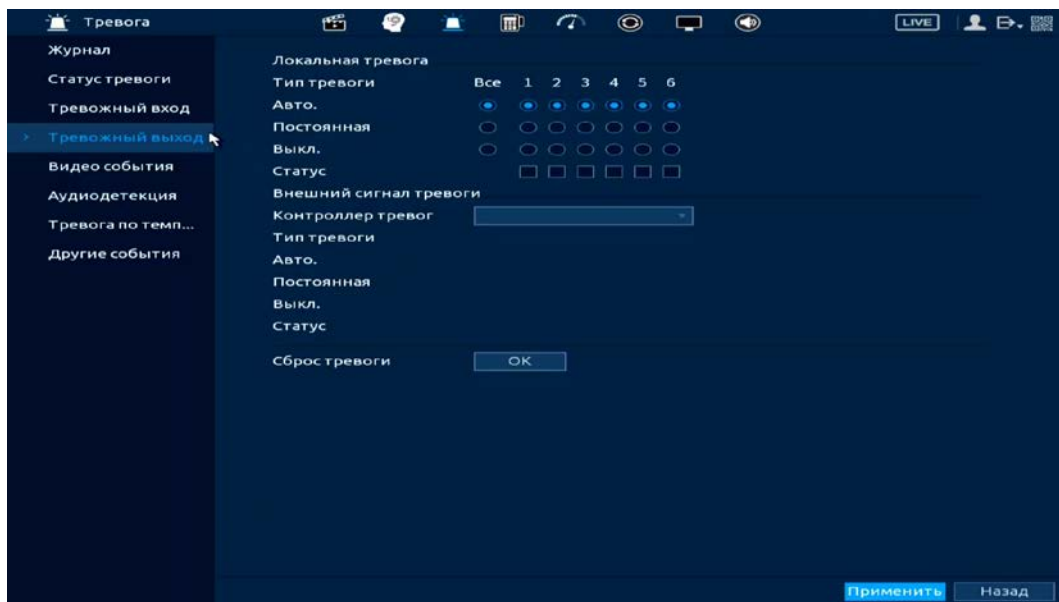 Тревога
LIVE
Журнал
Статус тревоги
Тревожный вход
Тревожный выход
Видео события
Аудиодетекция
Тревога по темп...
Другие события
Локальная тревога
Тип тревоги Все 1 2 3 4 5 6
Авто.
Постоянная
Выкл.
Статус
Внешний сигнал тревоги
Контроллер тревог
Тип тревоги
Авто.
Постоянная
Выкл.
Статус
Сброс тревоги OK
Применить Назад